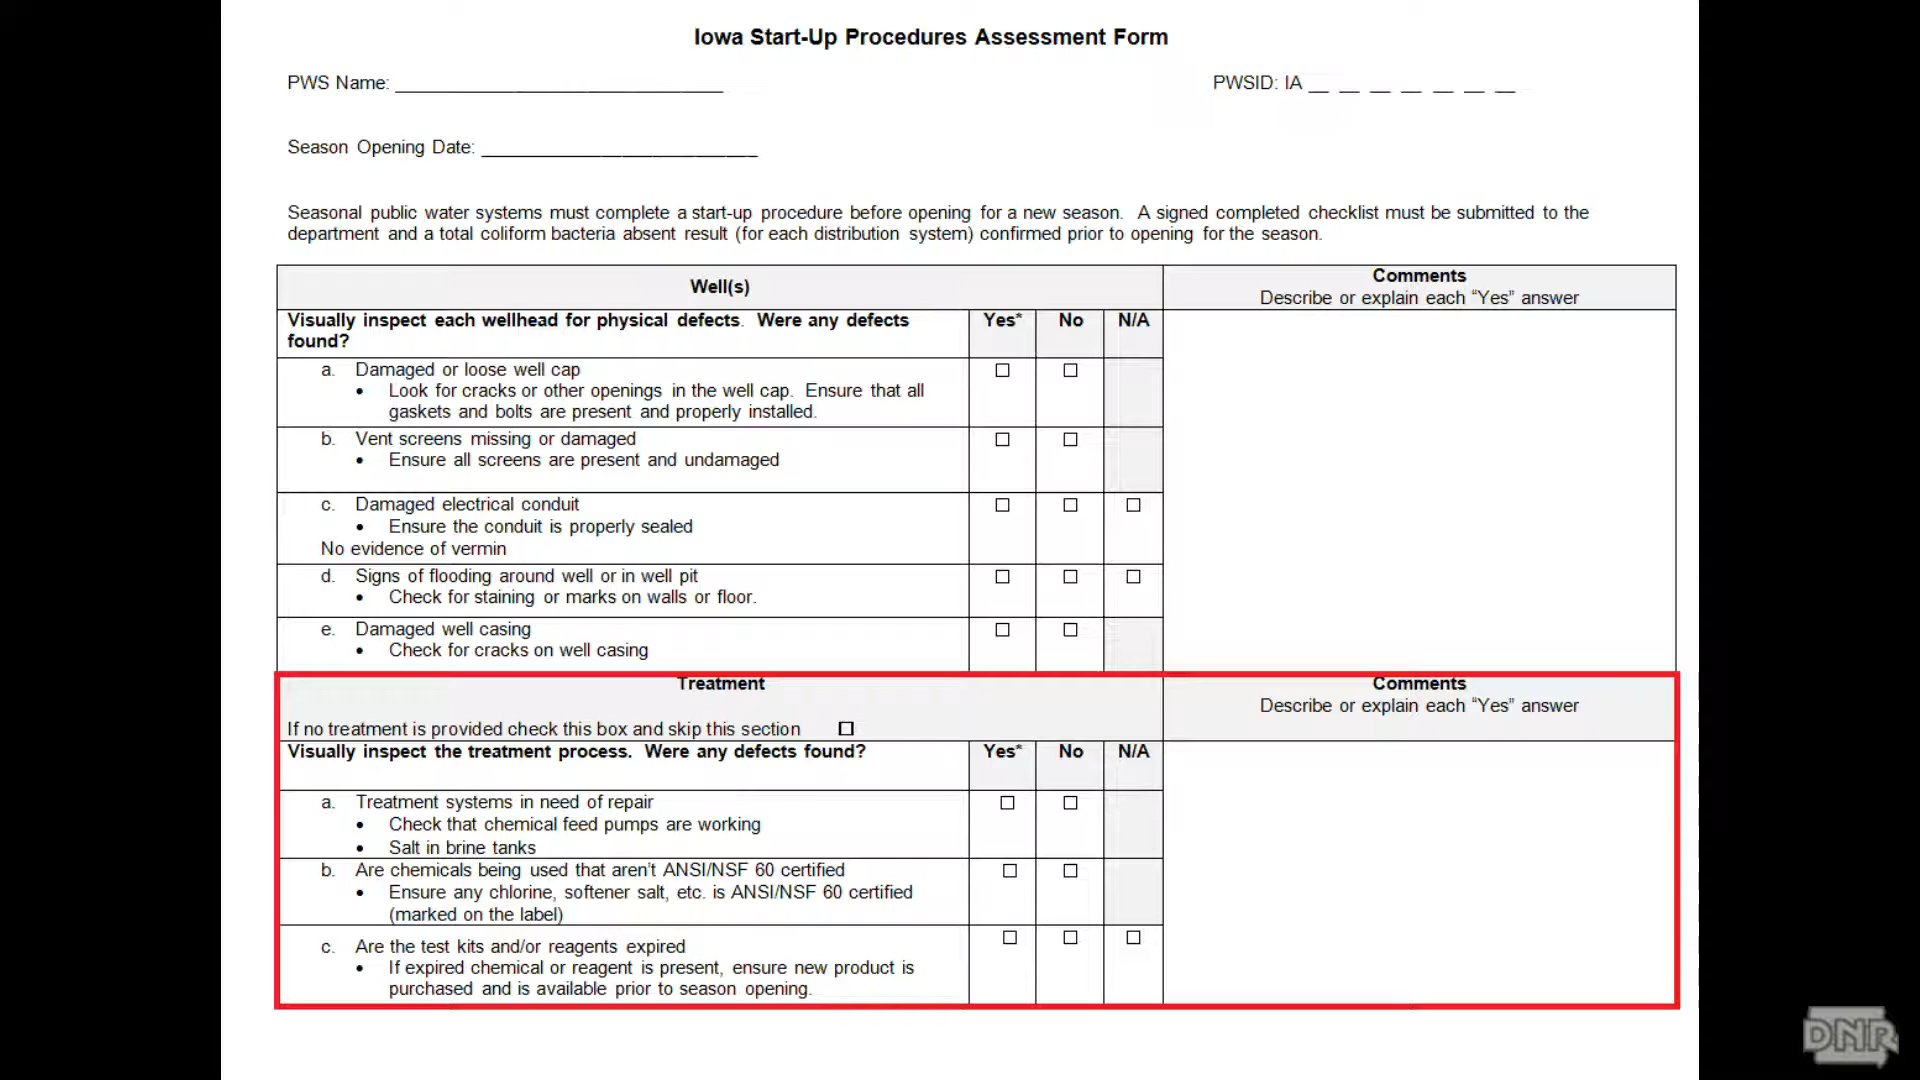 Iowa Start-Up Procedures Assessment Form
PWS Name: ______________________________ PWSID: IA __ __ __ __ __ __ __
Season Opening Date: _________________________
Seasonal public water systems must complete a start-up procedure before opening for a new season. A signed completed checklist must be submitted to the
department and a total coliform bacteria absent result (for each distribution system) confirmed prior to opening for the season.
Well(s)
Comments
Describe or explain each “Yes” answer
Visually inspect each wellhead for physical defects. Were any defects
found?
Yes* No N/A
a. Damaged or loose well cap ☐ ☐
• Look for cracks or other openings in the well cap. Ensure that all
gaskets and bolts are present and properly installed.
b. Vent screens missing or damaged ☐ ☐
• Ensure all screens are present and undamaged
c. Damaged electrical conduit ☐ ☐ ☐
• Ensure the conduit is properly sealed
No evidence of vermin
d. Signs of flooding around well or in well pit ☐ ☐ ☐
• Check for staining or marks on walls or floor.
e. Damaged well casing ☐ ☐
• Check for cracks on well casing
Treatment
If no treatment is provided check this box and skip this section ☐
Comments
Describe or explain each “Yes” answer
Visually inspect the treatment process. Were any defects found? Yes* No N/A
a. Treatment systems in need of repair ☐ ☐
• Check that chemical feed pumps are working
• Salt in brine tanks
b. Are chemicals being used that aren’t ANSI/NSF 60 certified ☐ ☐
• Ensure any chlorine, softener salt, etc. is ANSI/NSF 60 certified
(marked on the label)
c. Are the test kits and/or reagents expired ☐ ☐ ☐
• If expired chemical or reagent is present, ensure new product is
purchased and is available prior to season opening.
DNR